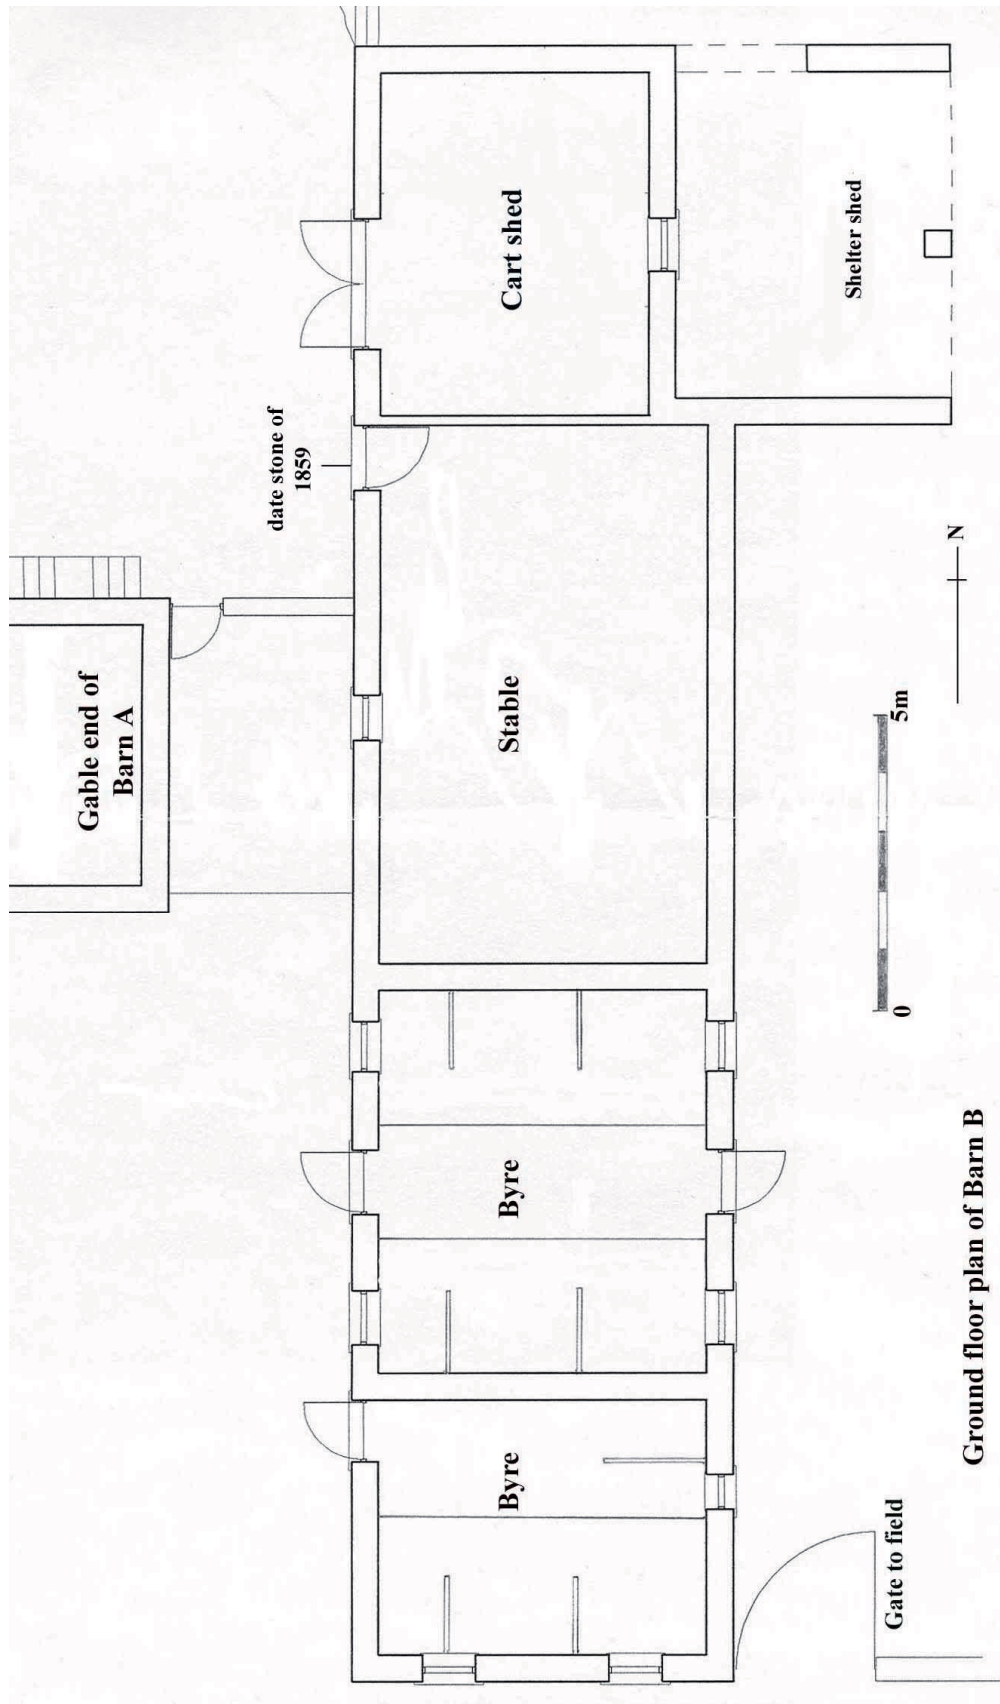 Gable end of
Barn A
date stone of
1859
Cart shed
Shelter shed
Stable
N
5m
0
Byre
Byre
Gate to field
Ground floor plan of Barn B